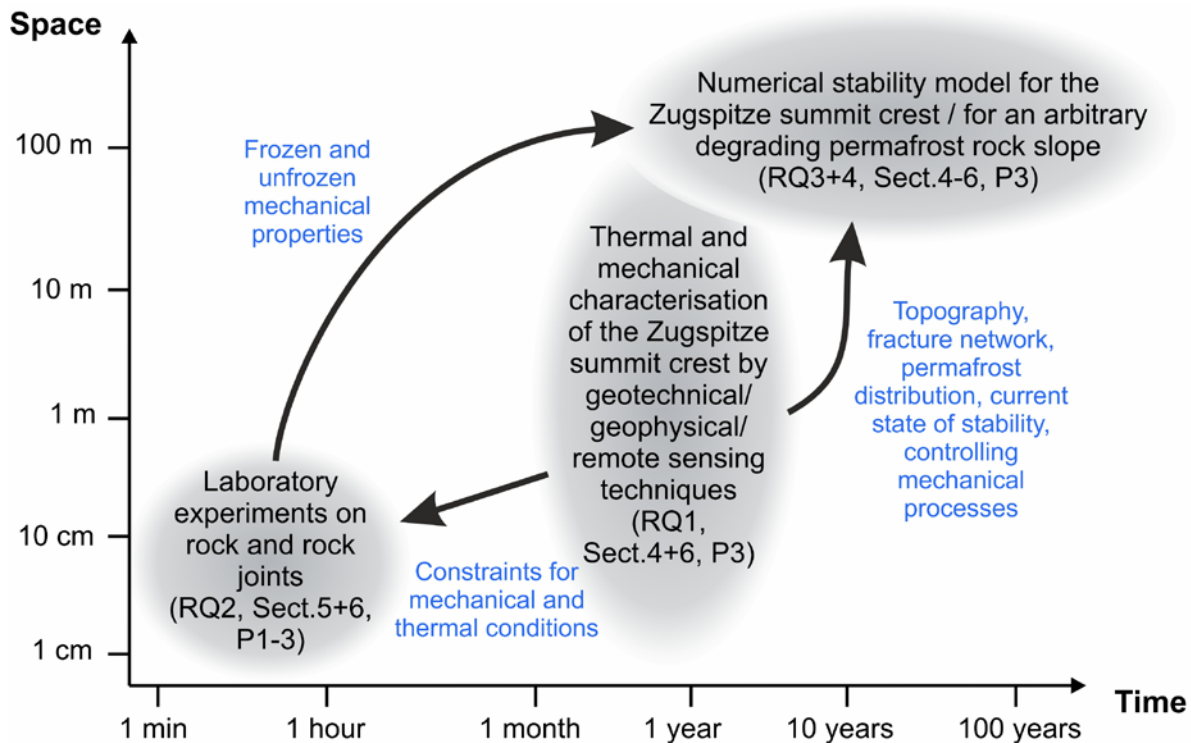 Space
100 m
10 m
1 m
10 cm
1 cm
Numerical stability model for the
Zugspitze summit crest / for an arbitrary
degrading permafrost rock slope
(RQ3+4, Sect.4-6, P3)
Frozen and
unfrozen
mechanical
properties
Thermal and
mechanical
characterisation
of the Zugspitze
summit crest by
geotechnical/
geophysical/
remote sensing
techniques
(RQ1,
Sect.4+6, P3)
Topography,
fracture network,
permafrost
distribution, current
state of stability,
controlling
mechanical
processes
Laboratory
experiments on
rock and rock
joints
(RQ2, Sect.5+6,
P1-3)
Constraints for
mechanical and
thermal conditions
Time
1 min
1 hour
1 month
1 year
10 years
100 years